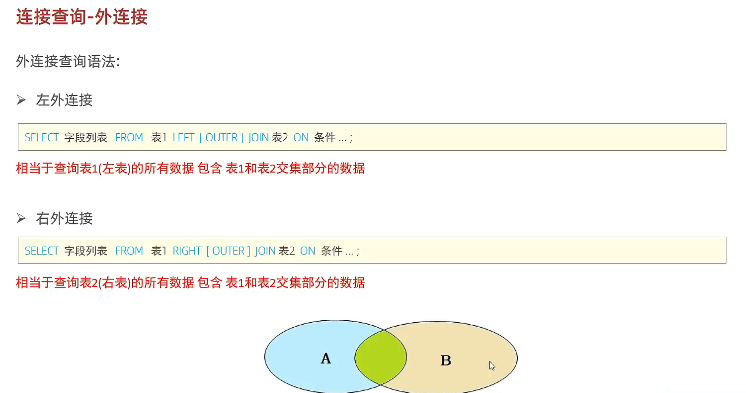 连接查询-外连接
外连接查询语法:
➢ 左外连接
SELECT 字段列表 FROM 表1 LEFT [ OUTER ] JOIN 表2 ON 条件 ... ;
相当于查询表1(左表)的所有数据 包含 表1和表2交集部分的数据
➢ 右外连接
SELECT 字段列表 FROM 表1 RIGHT [ OUTER ] JOIN 表2 ON 条件 ... ;
相当于查询表2(右表)的所有数据 包含 表1和表2交集部分的数据
A B